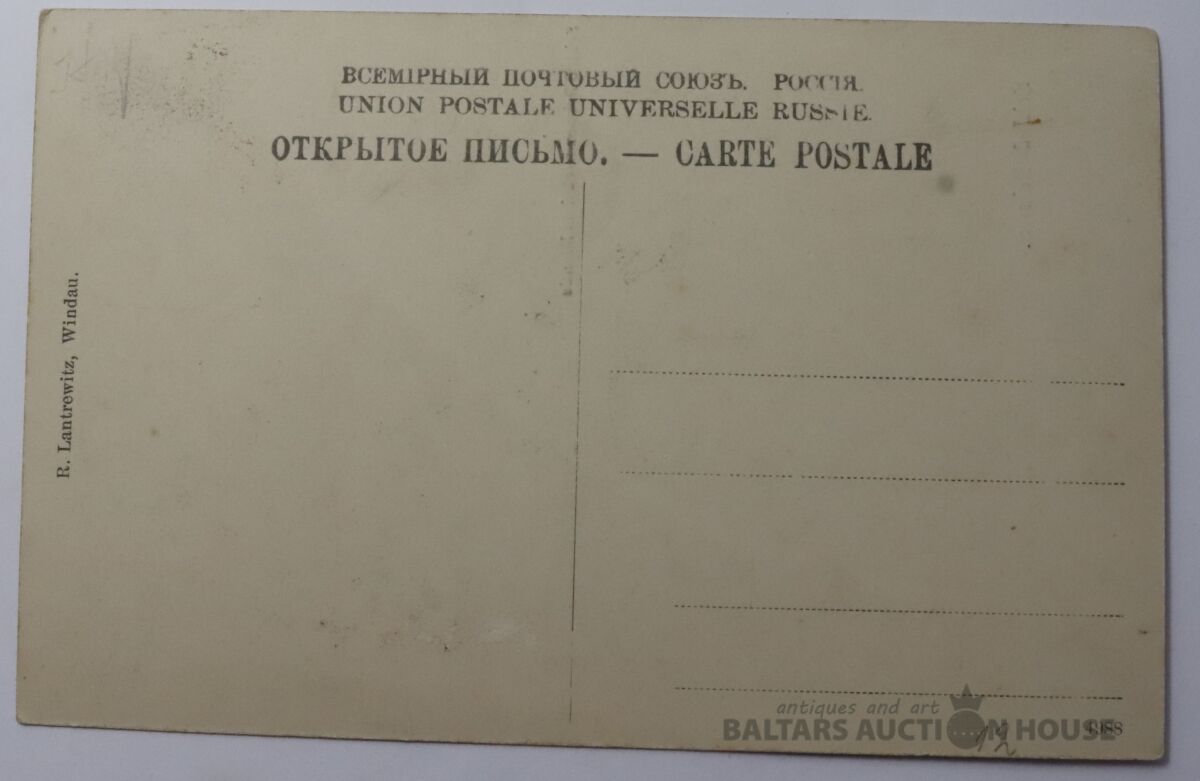 ВСЕМІРНЫЙ ПОЧТОВЫЙ СОЮЗЪ. РОССІЯ.
UNION POSTALE UNIVERSELLE RUSSIE.
ОТКРЫТОЕ ПИСЬМО. — CARTE POSTALE
R. Lantrewitz, Windau.
antiques and art
BALTARS AUCTION HOUSE
12